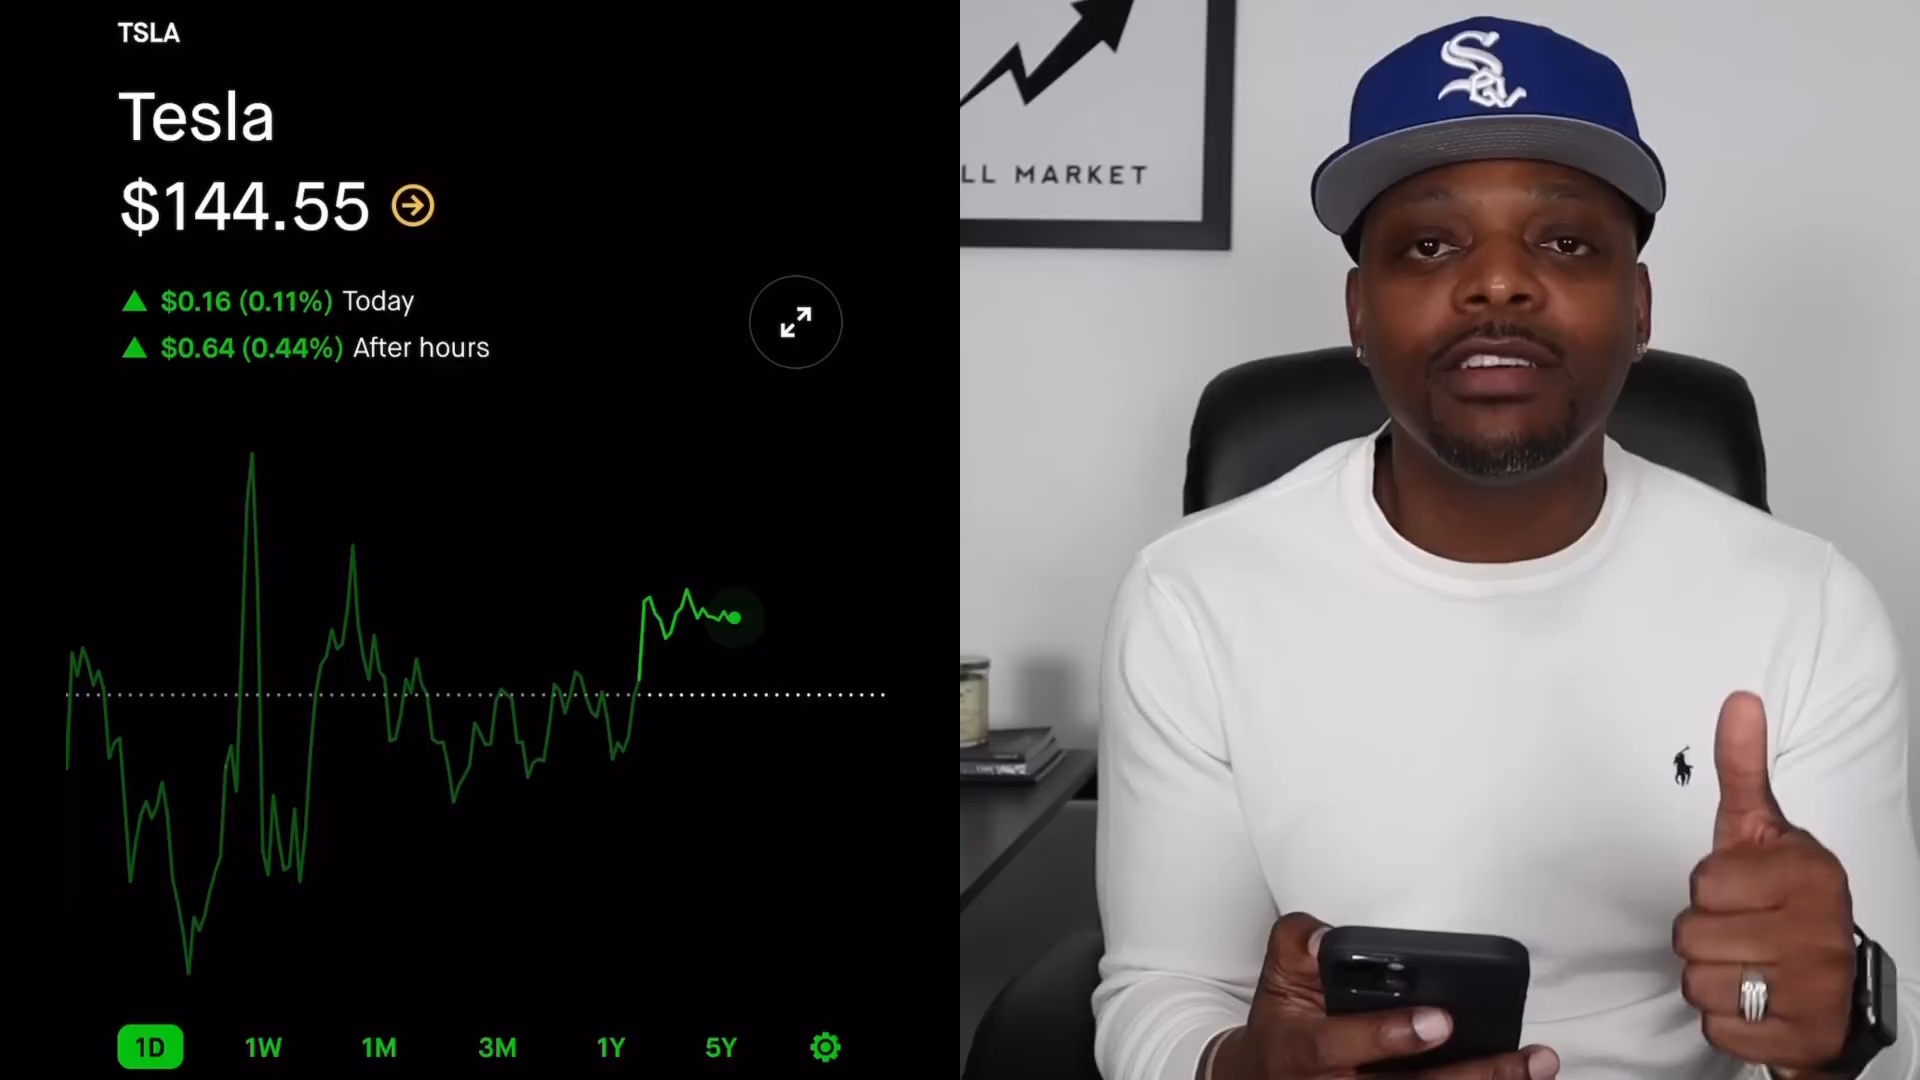 TSLA
Tesla
$144.55
$0.16 (0.11%) Today
$0.64 (0.44%) After hours
1D 1W 1M 3M 1Y 5Y
LL MARKET
Sox